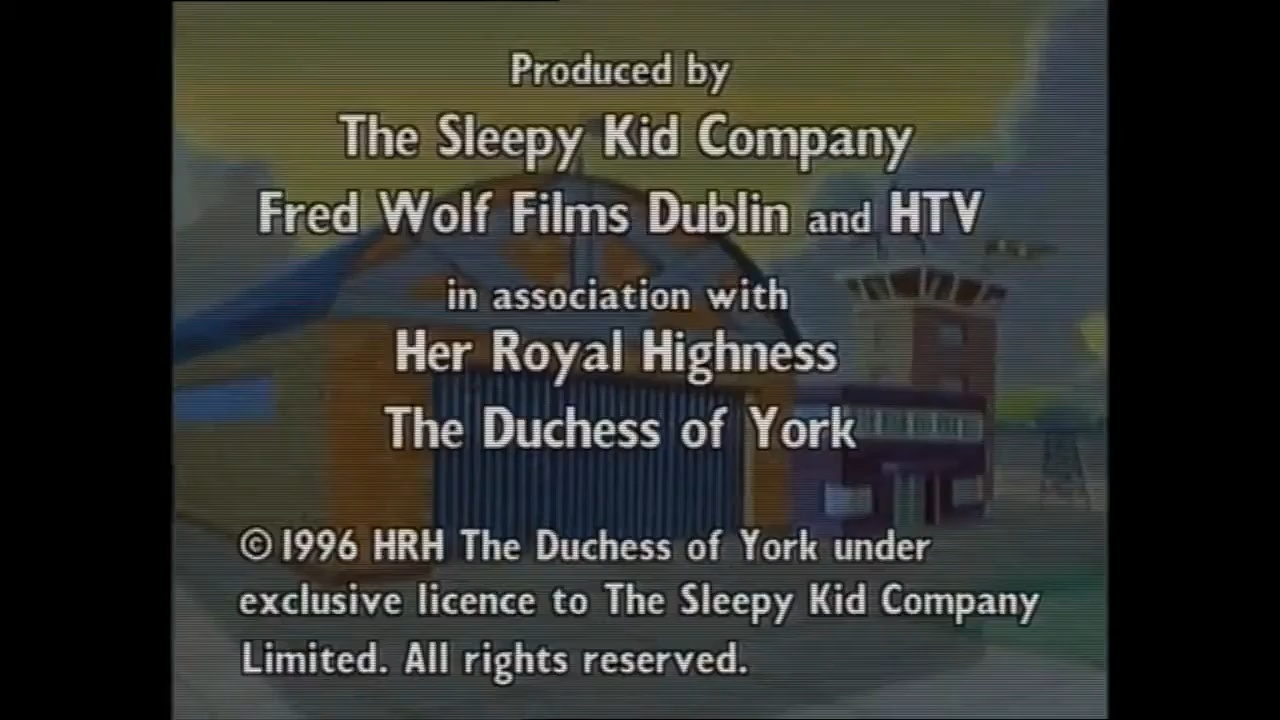 Produced by
The Sleepy Kid Company
Fred Wolf Films Dublin and HTV
in association with
Her Royal Highness
The Duchess of York
©1996 HRH The Duchess of York under
exclusive licence to The Sleepy Kid Company
Limited. All rights reserved.